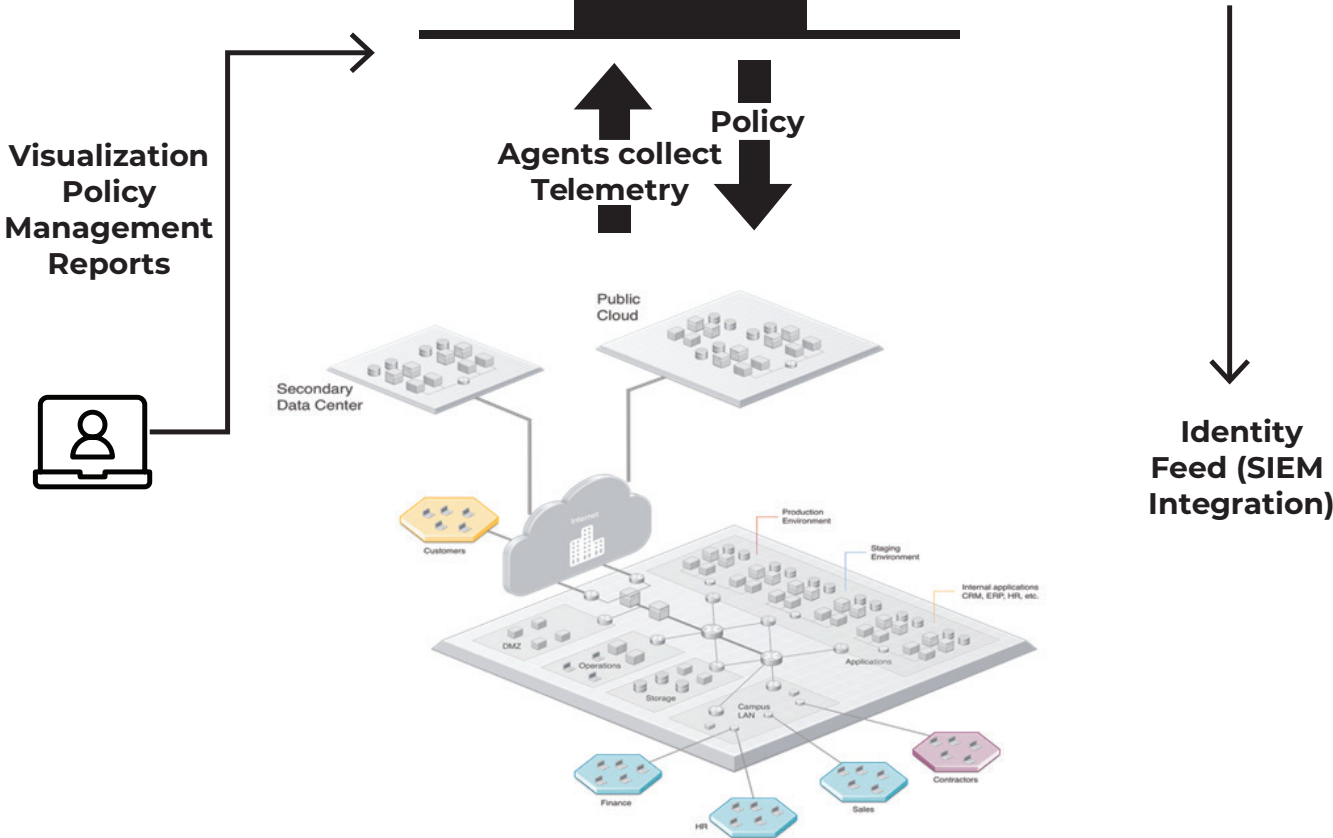 Policy
Agents collect
Telemetry
Visualization
Policy
Management
Reports
Public
Cloud
Secondary
Data Center
Identity
Feed (SIEM
Integration)
Internet
Customers
Production
Environment
Staging
Environment
Internal applications
CRM, ERP, HR, etc.
DMZ
Operations
Storage
Applications
Campus
LAN
Finance
HR
Sales
Contractors